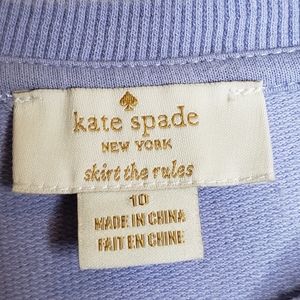 kate spade
NEW YORK
skirt the rules
10
MADE IN CHINA
FAIT EN CHINE